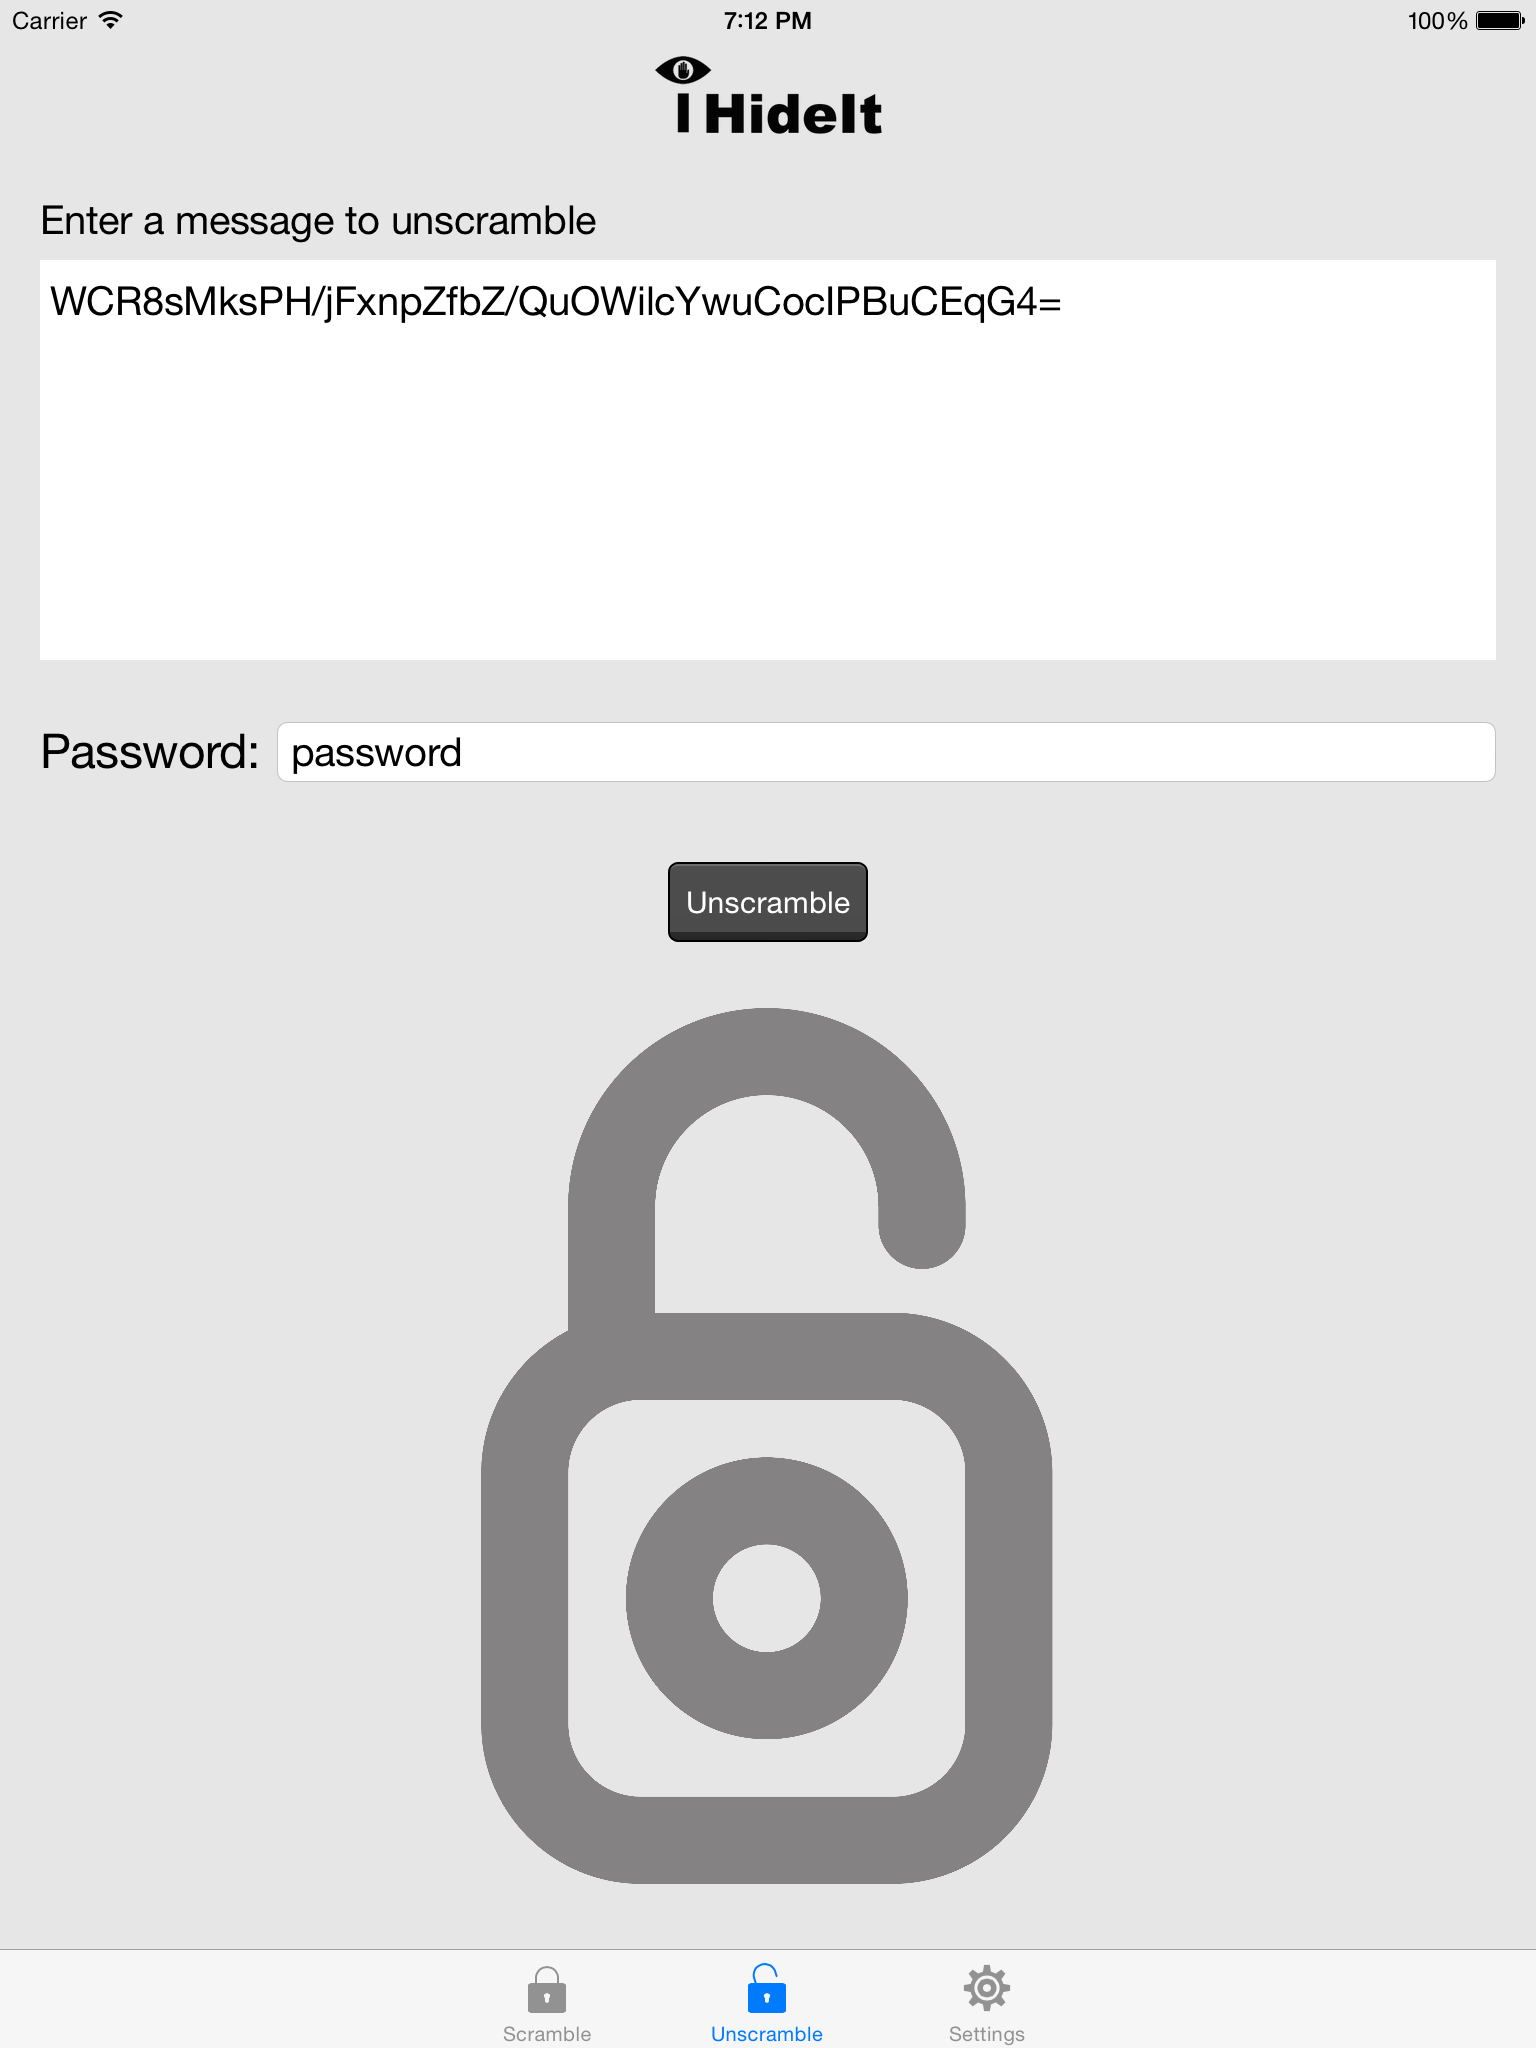 Carrier 7:12 PM 100%
I HideIt
Enter a message to unscramble
WCR8sMksPH/jFxnpZfbZ/QuOWilcYwuCocIPBuCEqG4=
Password: password
Unscramble
Scramble Unscramble Settings